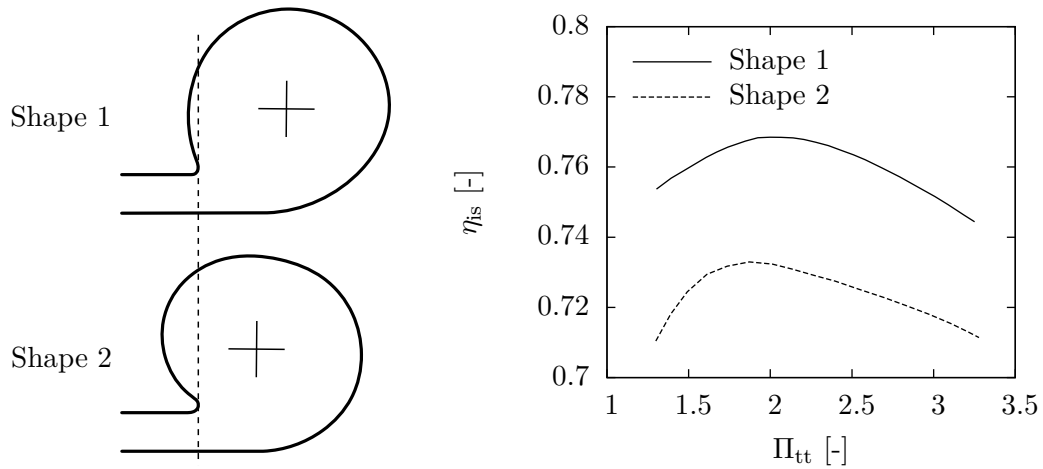 Shape 1
Shape 2
η_is [-]
0.8
0.78
0.76
0.74
0.72
0.7
Shape 1
Shape 2
1 1.5 2 2.5 3 3.5
Π_tt [-]